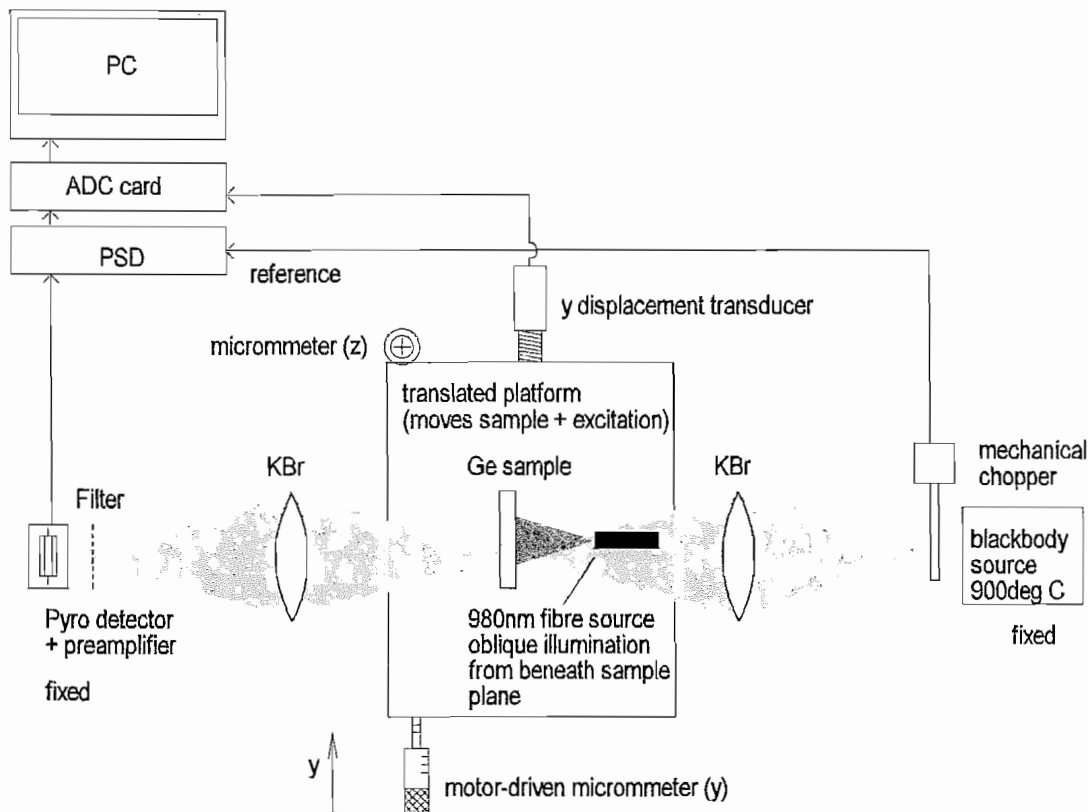 PC
ADC card
PSD
reference
y displacement transducer
micrommeter (z)
translated platform
(moves sample + excitation)
mechanical
chopper
KBr
Ge sample
KBr
Filter
blackbody
source
900deg C
Pyro detector
+ preamplifier
980nm fibre source
oblique illumination
from beneath sample
plane
fixed
fixed
y
motor-driven micrommeter (y)